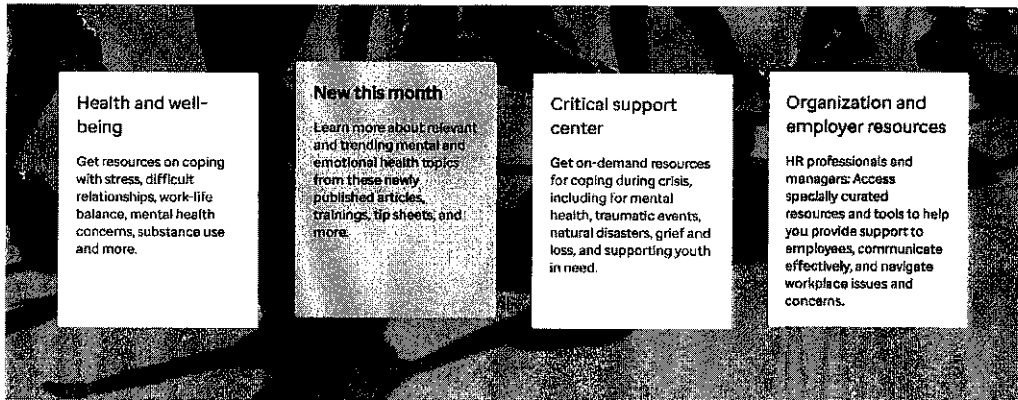 Health and well-
being
Get resources on coping
with stress, difficult
relationships, work-life
balance, mental health
concerns, substance use
and more.
New this month
Learn more about relevant
and trending mental and
emotional health topics
from these newly
published articles,
trainings, tip sheets, and
more.
Critical support
center
Get on-demand resources
for coping during crisis,
including for mental
health, traumatic events,
natural disasters, grief and
loss, and supporting youth
in need.
Organization and
employer resources
HR professionals and
managers: Access
specially curated
resources and tools to help
you provide support to
employees, communicate
effectively, and navigate
workplace issues and
concerns.